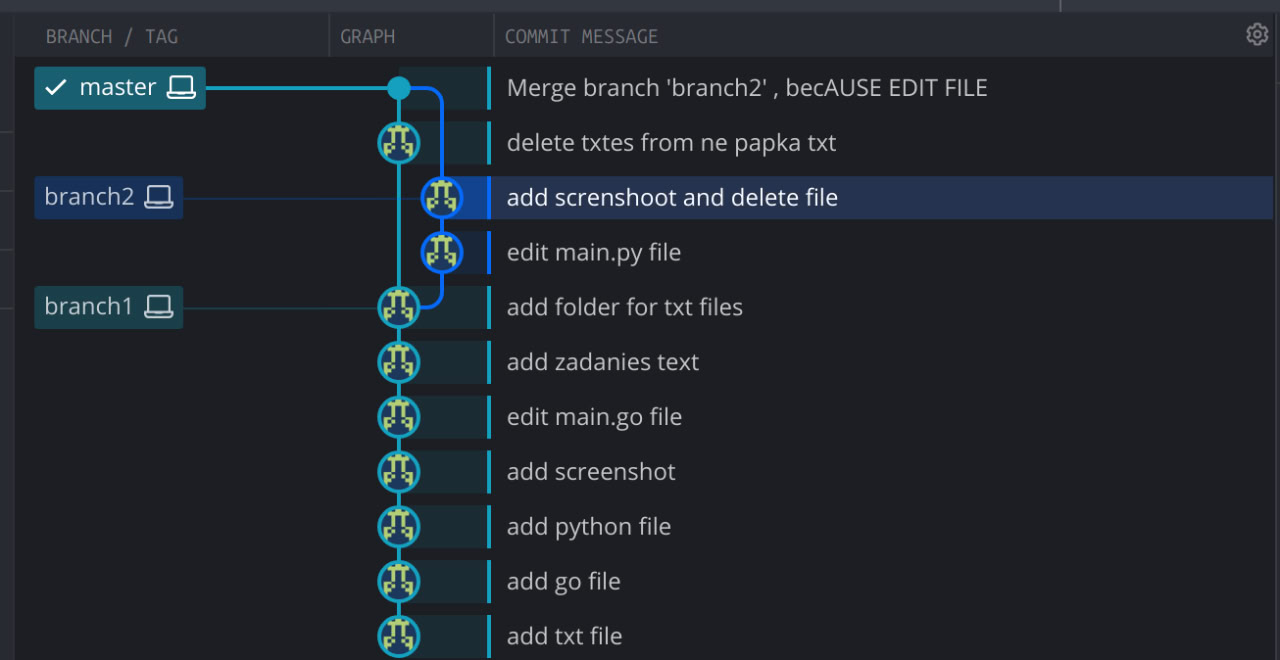 BRANCH / TAG GRAPH COMMIT MESSAGE
master Merge branch 'branch2' , becAUSE EDIT FILE
delete txtes from ne papka txt
branch2 add screnshoot and delete file
edit main.py file
branch1 add folder for txt files
add zadanies text
edit main.go file
add screenshot
add python file
add go file
add txt file